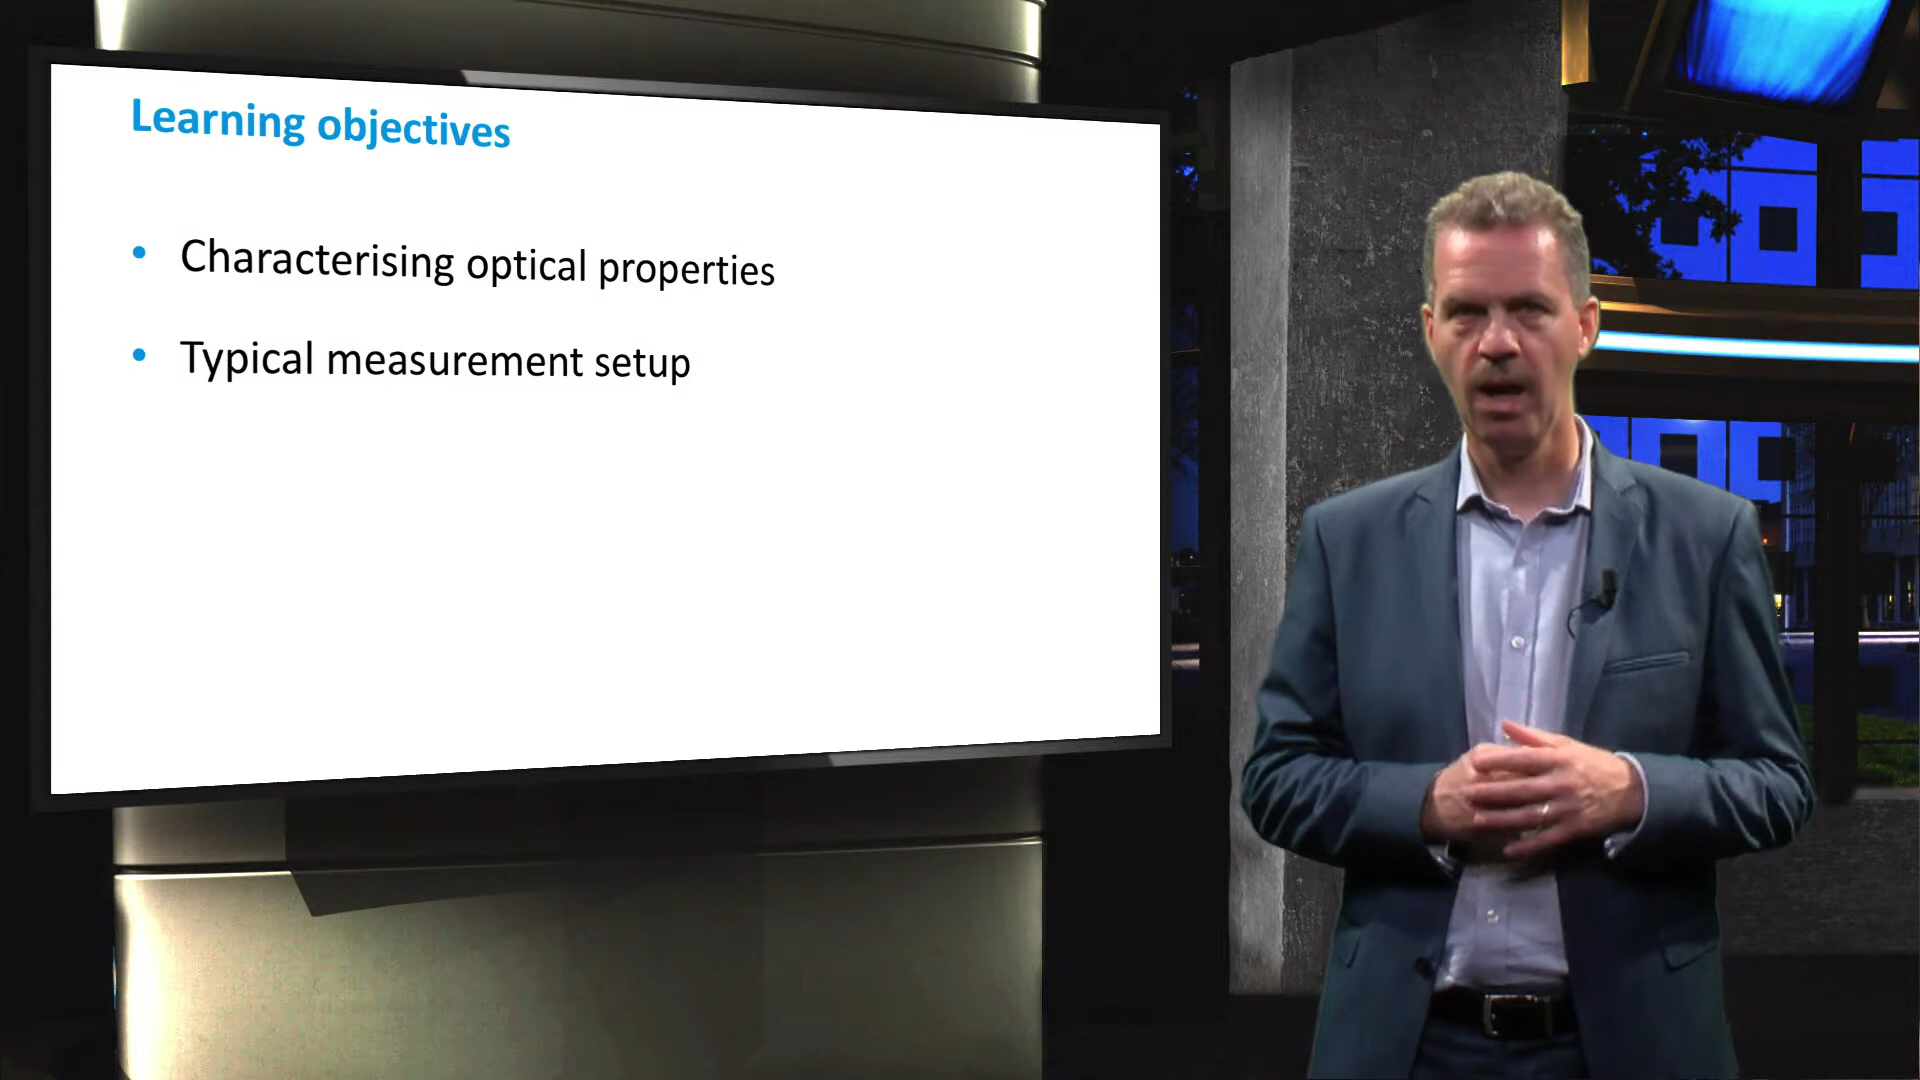 Learning objectives
• Characterising optical properties
• Typical measurement setup